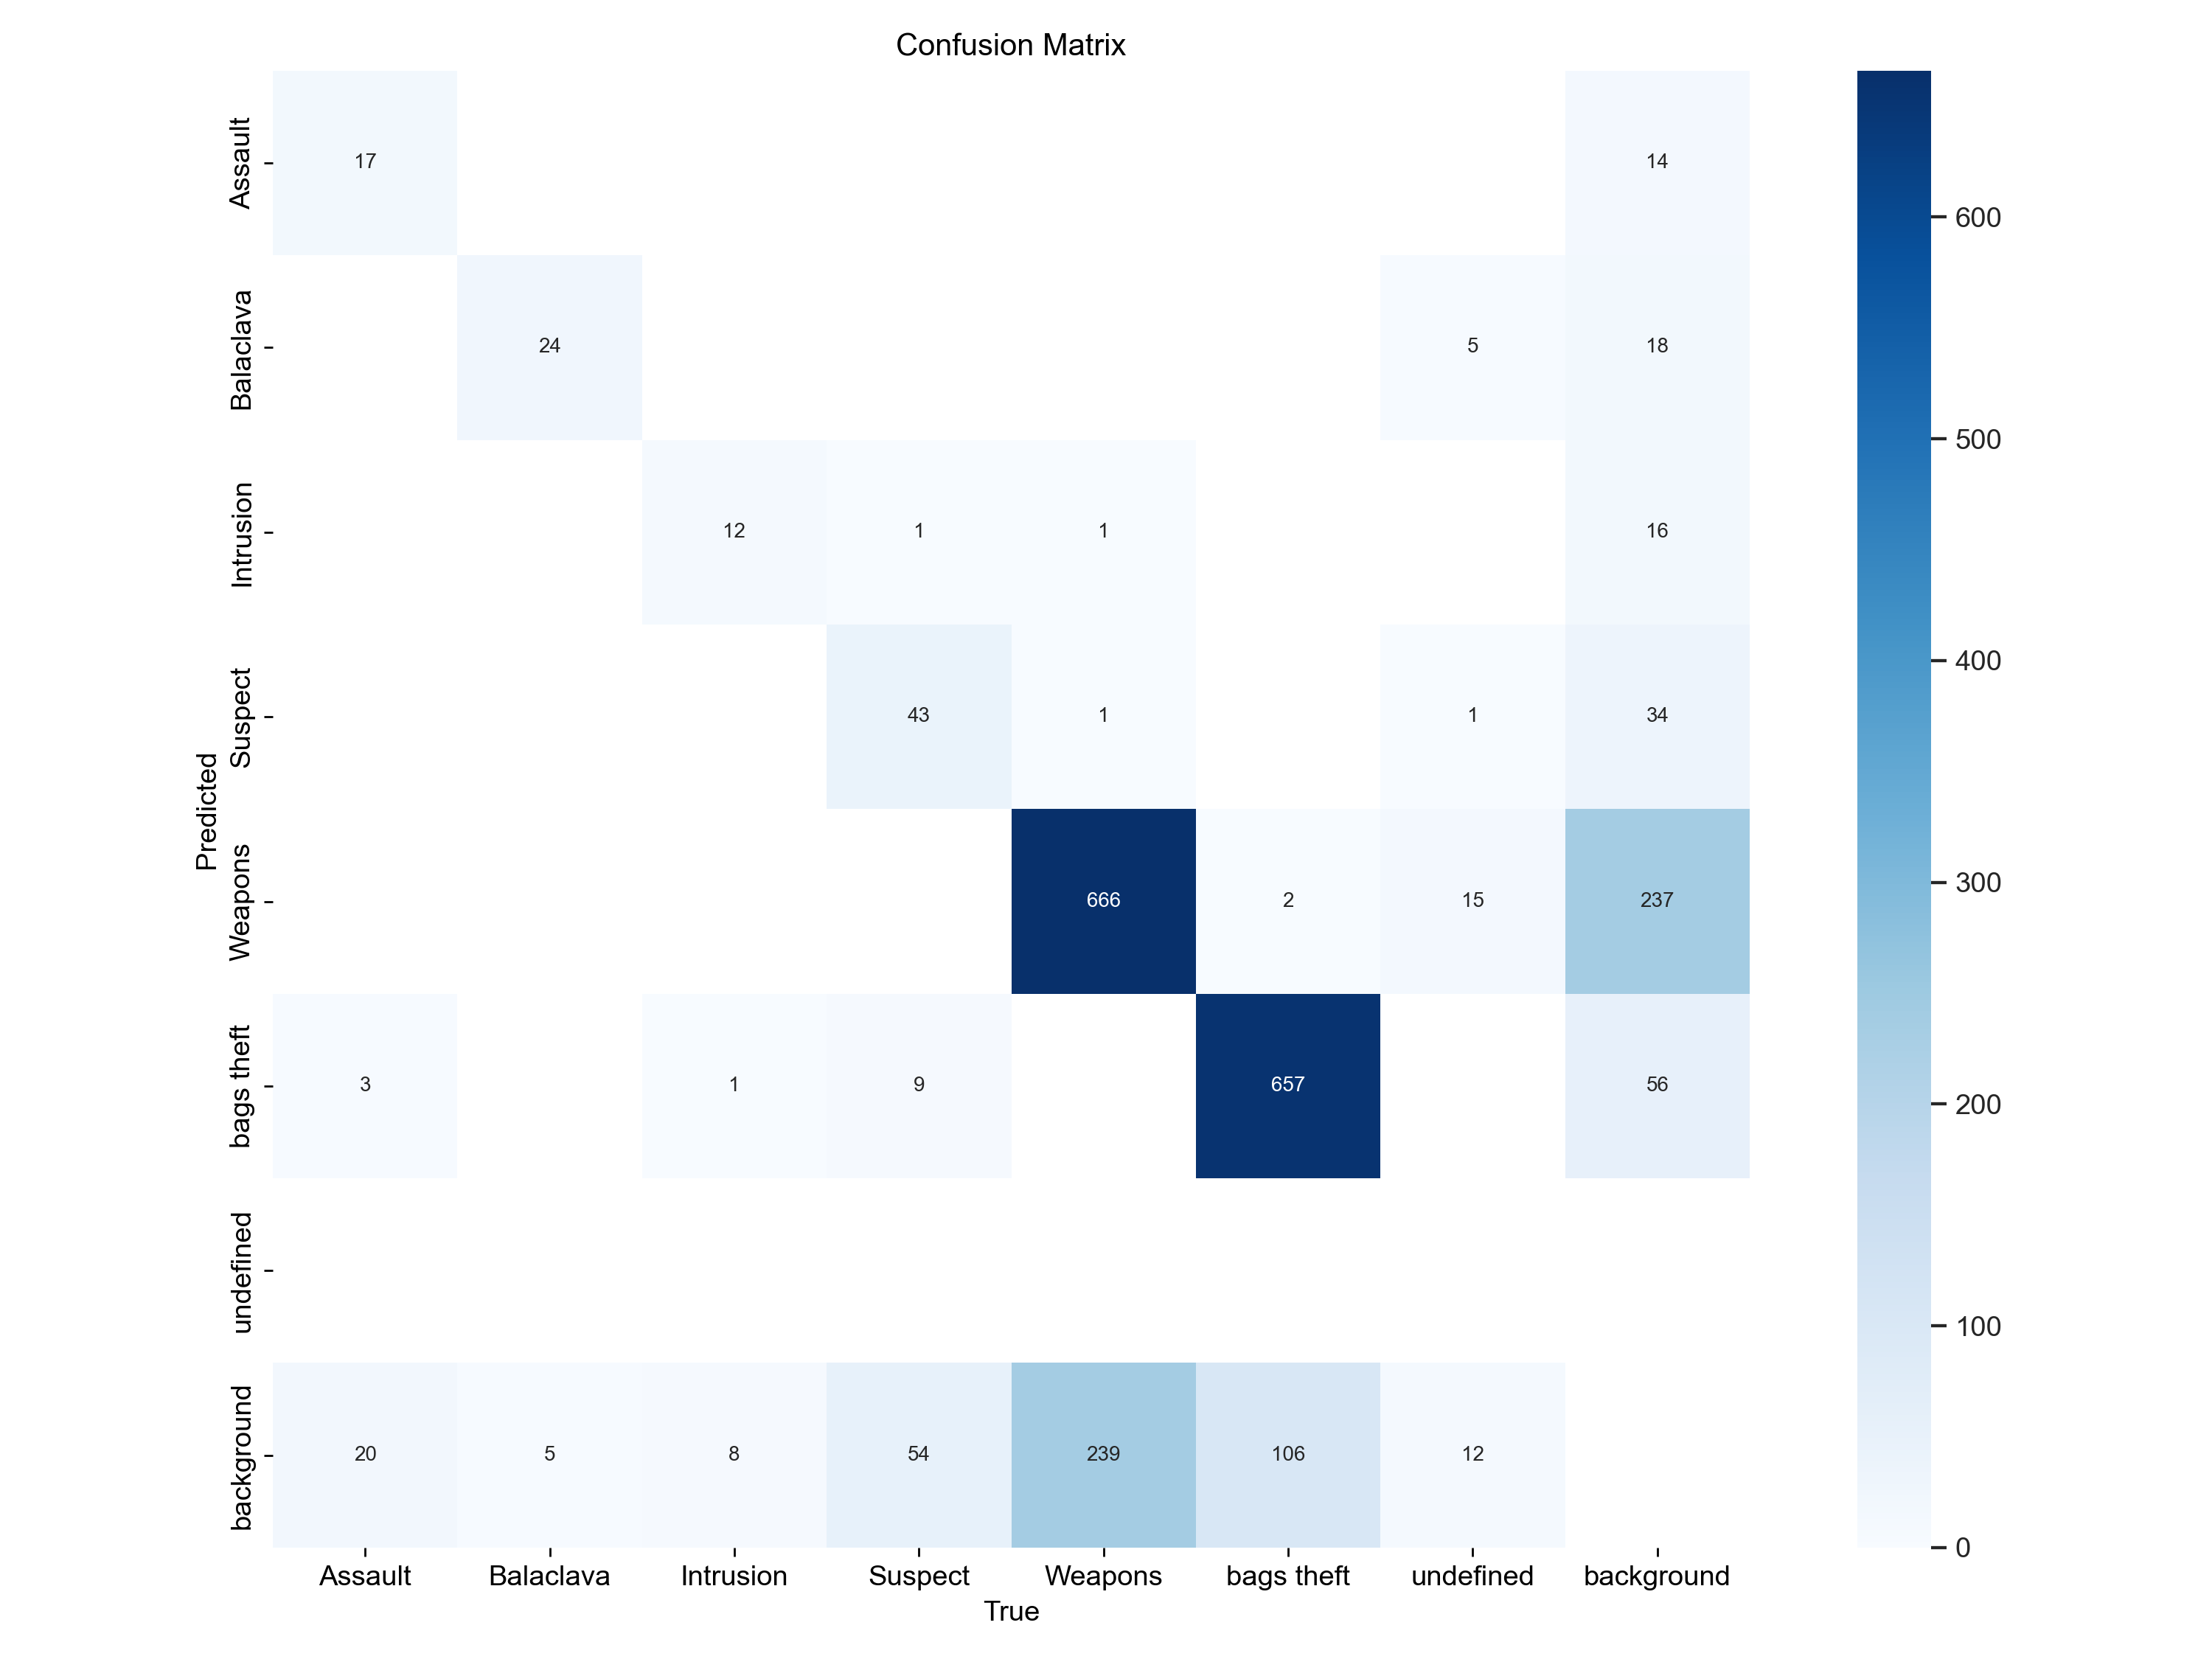 Confusion Matrix
Assault
17
14
Balaclava
24
5
18
Intrusion
12
1
1
16
Suspect
43
1
1
34
Weapons
666
2
15
237
bags theft
3
1
9
657
56
undefined
background
20
5
8
54
239
106
12
Predicted
Assault
Balaclava
Intrusion
Suspect
Weapons
bags theft
undefined
background
True
600
500
400
300
200
100
0